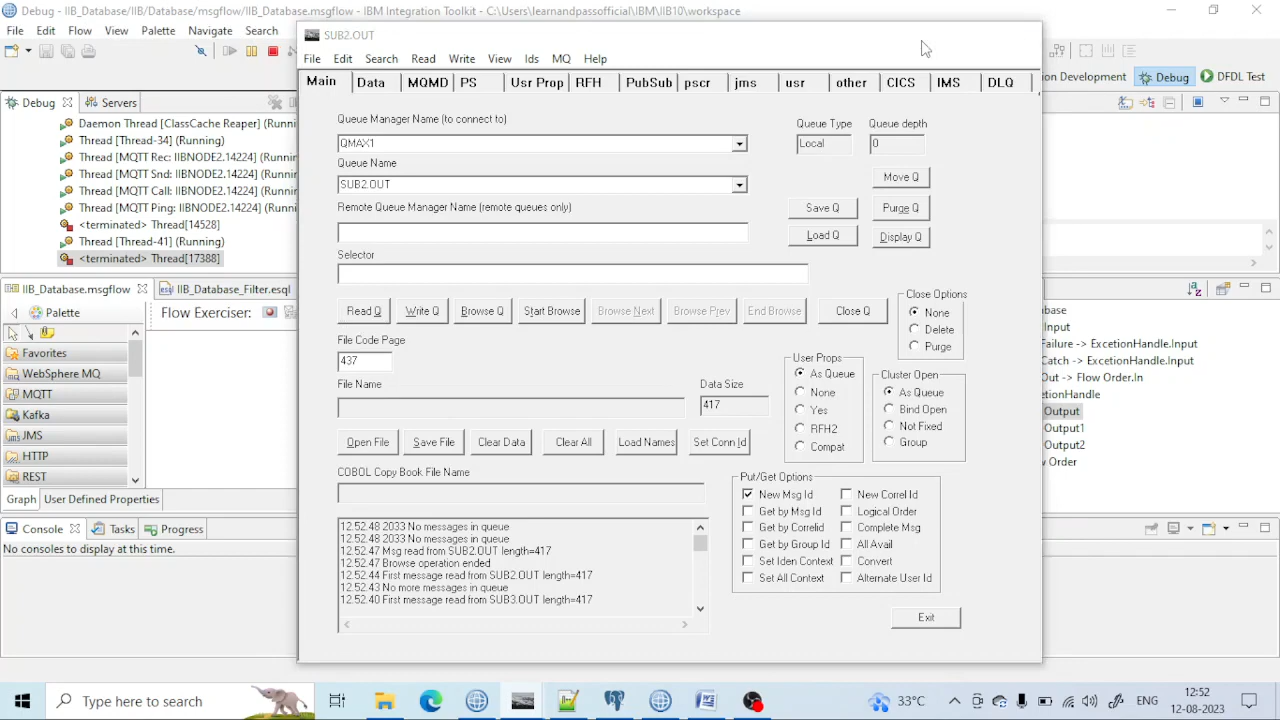 Debug - IIB_Database/IIB/Database/msgflow/IIB_Database.msgflow - IBM Integration Toolkit - C:\Users\learnandpassofficial\IBM\IIB10\workspace
File Edit Flow View Palette Navigate Search
SUB2.OUT
File Edit Search Read Write View Ids MQ Help
Main Data MQMD PS Usr Prop RFH PubSub pscr jms usr other CICS IMS DLQ
Development Debug DFDL Test
Debug Servers
Daemon Thread [ClassCache Reaper] (Runnin
Thread [Thread-34] (Running)
Thread [MQTT Rec: IIBNODE2.14224] (Runnin
Thread [MQTT Snd: IIBNODE2.14224] (Runnin
Thread [MQTT Call: IIBNODE2.14224] (Runnin
Thread [MQTT Ping: IIBNODE2.14224] (Runnin
<terminated> Thread[14528]
Thread [Thread-41] (Running)
<terminated> Thread[17388]
Queue Manager Name (to connect to)
QMAX1
Queue Name
SUB2.OUT
Remote Queue Manager Name (remote queues only)
Selector
Queue Type Queue depth
Local 0
Move Q
Save Q Purge Q
Load Q Display Q
Read Q Write Q Browse Q Start Browse Browse Next Browse Prev End Browse Close Q
Close Options
None
Delete
Purge
File Code Page
437
File Name
Data Size
417
User Props
As Queue
None
Yes
RFH2
Compat
Cluster Open
As Queue
Bind Open
Not Fixed
Group
Open File Save File Clear Data Clear All Load Names Set Conn Id
COBOL Copy Book File Name
12.52.48 2033 No messages in queue
12.52.48 2033 No messages in queue
12.52.47 Msg read from SUB2.OUT length=417
12.52.47 Browse operation ended
12.52.44 First message read from SUB2.OUT length=417
12.52.43 No more messages in queue
12.52.40 First message read from SUB3.OUT length=417
Put/Get Options
New Msg Id New Correl Id
Get by Msg Id Logical Order
Get by Correlid Complete Msg
Get by Group Id All Avail
Set Iden Context Convert
Set All Context Alternate User Id
Exit
IIB_Database.msgflow IIB_Database_Filter.esql
Palette Flow Exerciser:
Favorites
WebSphere MQ
MQTT
Kafka
JMS
HTTP
REST
Graph User Defined Properties
Console Tasks Progress
No consoles to display at this time.
base
nput
Failure -> ExcetionHandle.Input
Catch -> ExcetionHandle.Input
Out -> Flow Order.In
etionHandle
Output
Output1
Output2
w Order
Type here to search
33°C ENG 12:52
12-08-2023